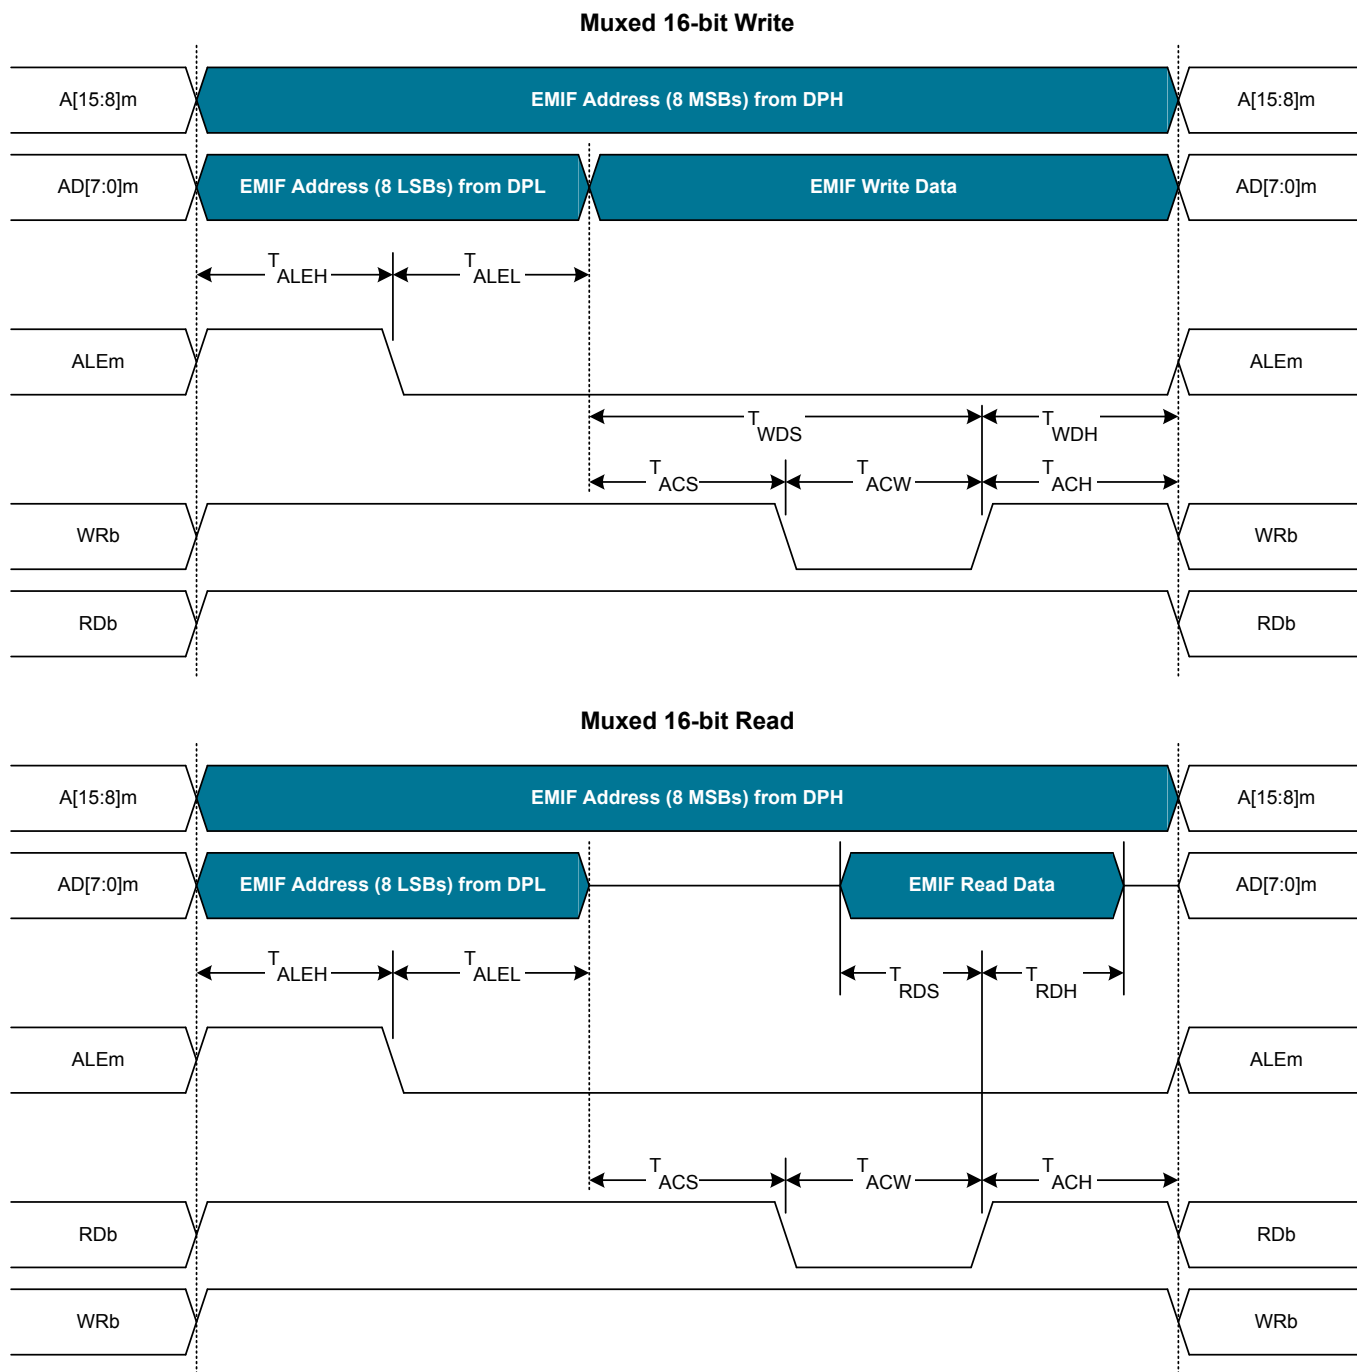 Muxed 16-bit Write
A[15:8]m EMIF Address (8 MSBs) from DPH A[15:8]m
AD[7:0]m EMIF Address (8 LSBs) from DPL EMIF Write Data AD[7:0]m
TALEH TALEL
ALEm ALEm
TWDS TWDH
TACS TACW TACH
WRb WRb
RDb RDb
Muxed 16-bit Read
A[15:8]m EMIF Address (8 MSBs) from DPH A[15:8]m
AD[7:0]m EMIF Address (8 LSBs) from DPL EMIF Read Data AD[7:0]m
TALEH TALEL TRDS TRDH
ALEm ALEm
TACS TACW TACH
RDb RDb
WRb WRb